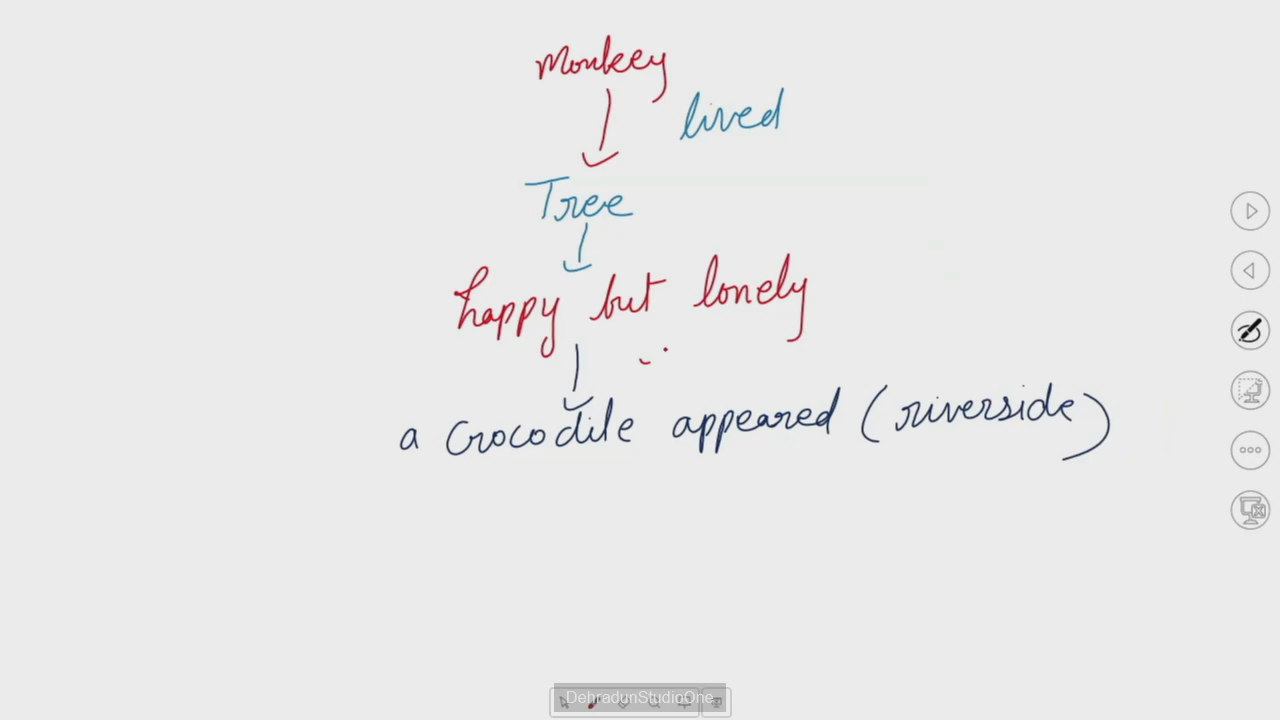 Monkey
lived
Tree
happy but lonely
a crocodile appeared (riverside)
DehradunStudioOne